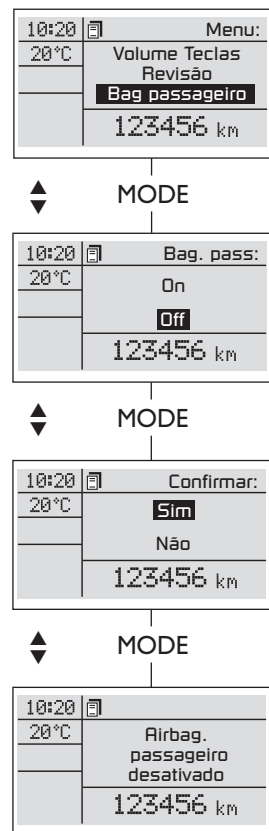 10:20 Menu:
20°C Volume Teclas
Revisão
Bag passageiro
123456 km
MODE
10:20 Bag. pass:
20°C On
Off
123456 km
MODE
10:20 Confirmar:
20°C Sim
Não
123456 km
MODE
10:20
20°C Airbag.
passageiro
desativado
123456 km